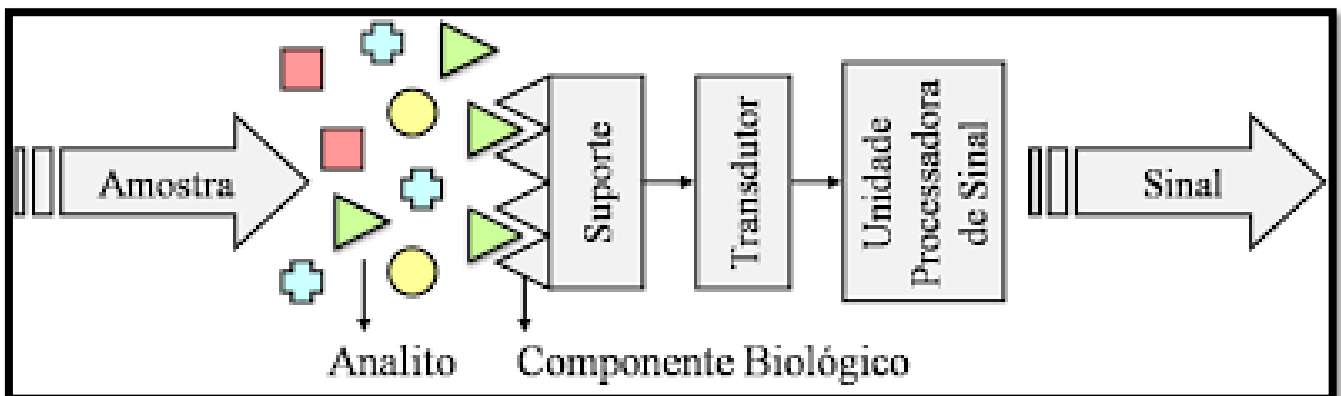 Amostra
Suporte
Transdutor
Unidade
Processadora
de Sinal
Sinal
Analito
Componente Biológico